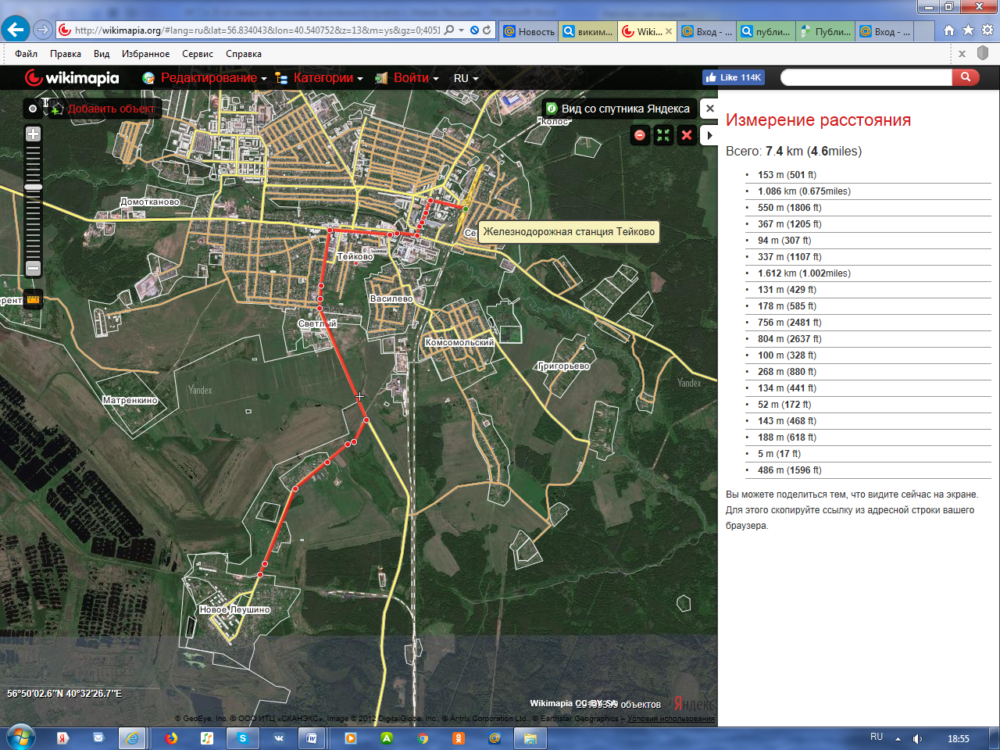 http://wikimapia.org/#lang=ru&lat=56.834043&lon=40.540752&z=13&m=ys&gz=0;4051
Новость
виким...
Wiki...
Вход - ...
публи...
Публи...
Вход - ...
Файл Правка Вид Избранное Сервис Справка
wikimapia
Редактирование
Категории
Войти
RU
Like 114K
Добавить объект
Вид со спутника Яндекса
"Колос"
Домотканово
Железнодорожная станция Тейково
Тейково
Василево
Светлый
Комсомольский
Григорьево
Yandex
Yandex
Матренкино
Новое Леушино
56°50'02.6"N 40°32'26.7"E
Wikimapia CC-BY-SA
объектов
© GeoEye, Inc, © ООО ИТЦ «СКАНЭКС», Image © 2012 DigitalGlobe, Inc., © Antrix Corporation Ltd., © Earthstar Geographics – Условия использования
Измерение расстояния
Всего: 7.4 km (4.6miles)
• 153 m (501 ft)
• 1.086 km (0.675miles)
• 550 m (1806 ft)
• 367 m (1205 ft)
• 94 m (307 ft)
• 337 m (1107 ft)
• 1.612 km (1.002miles)
• 131 m (429 ft)
• 178 m (585 ft)
• 756 m (2481 ft)
• 804 m (2637 ft)
• 100 m (328 ft)
• 268 m (880 ft)
• 134 m (441 ft)
• 52 m (172 ft)
• 143 m (468 ft)
• 188 m (618 ft)
• 5 m (17 ft)
• 486 m (1596 ft)
Вы можете поделиться тем, что видите сейчас на экране.
Для этого скопируйте ссылку из адресной строки вашего
браузера.
RU
18:55